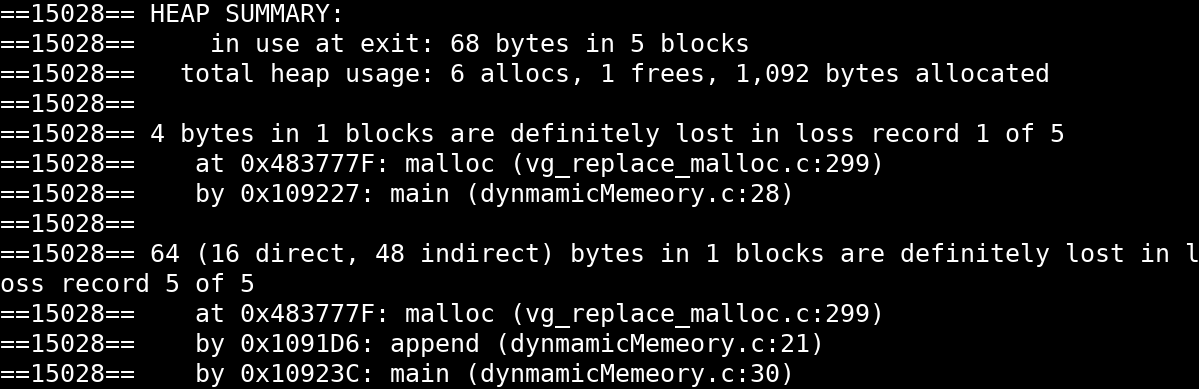 ==15028== HEAP SUMMARY:
==15028==     in use at exit: 68 bytes in 5 blocks
==15028==   total heap usage: 6 allocs, 1 frees, 1,092 bytes allocated
==15028==
==15028== 4 bytes in 1 blocks are definitely lost in loss record 1 of 5
==15028==    at 0x483777F: malloc (vg_replace_malloc.c:299)
==15028==    by 0x109227: main (dynmamicMemeory.c:28)
==15028==
==15028== 64 (16 direct, 48 indirect) bytes in 1 blocks are definitely lost in l
oss record 5 of 5
==15028==    at 0x483777F: malloc (vg_replace_malloc.c:299)
==15028==    by 0x1091D6: append (dynmamicMemeory.c:21)
==15028==    by 0x10923C: main (dynmamicMemeory.c:30)